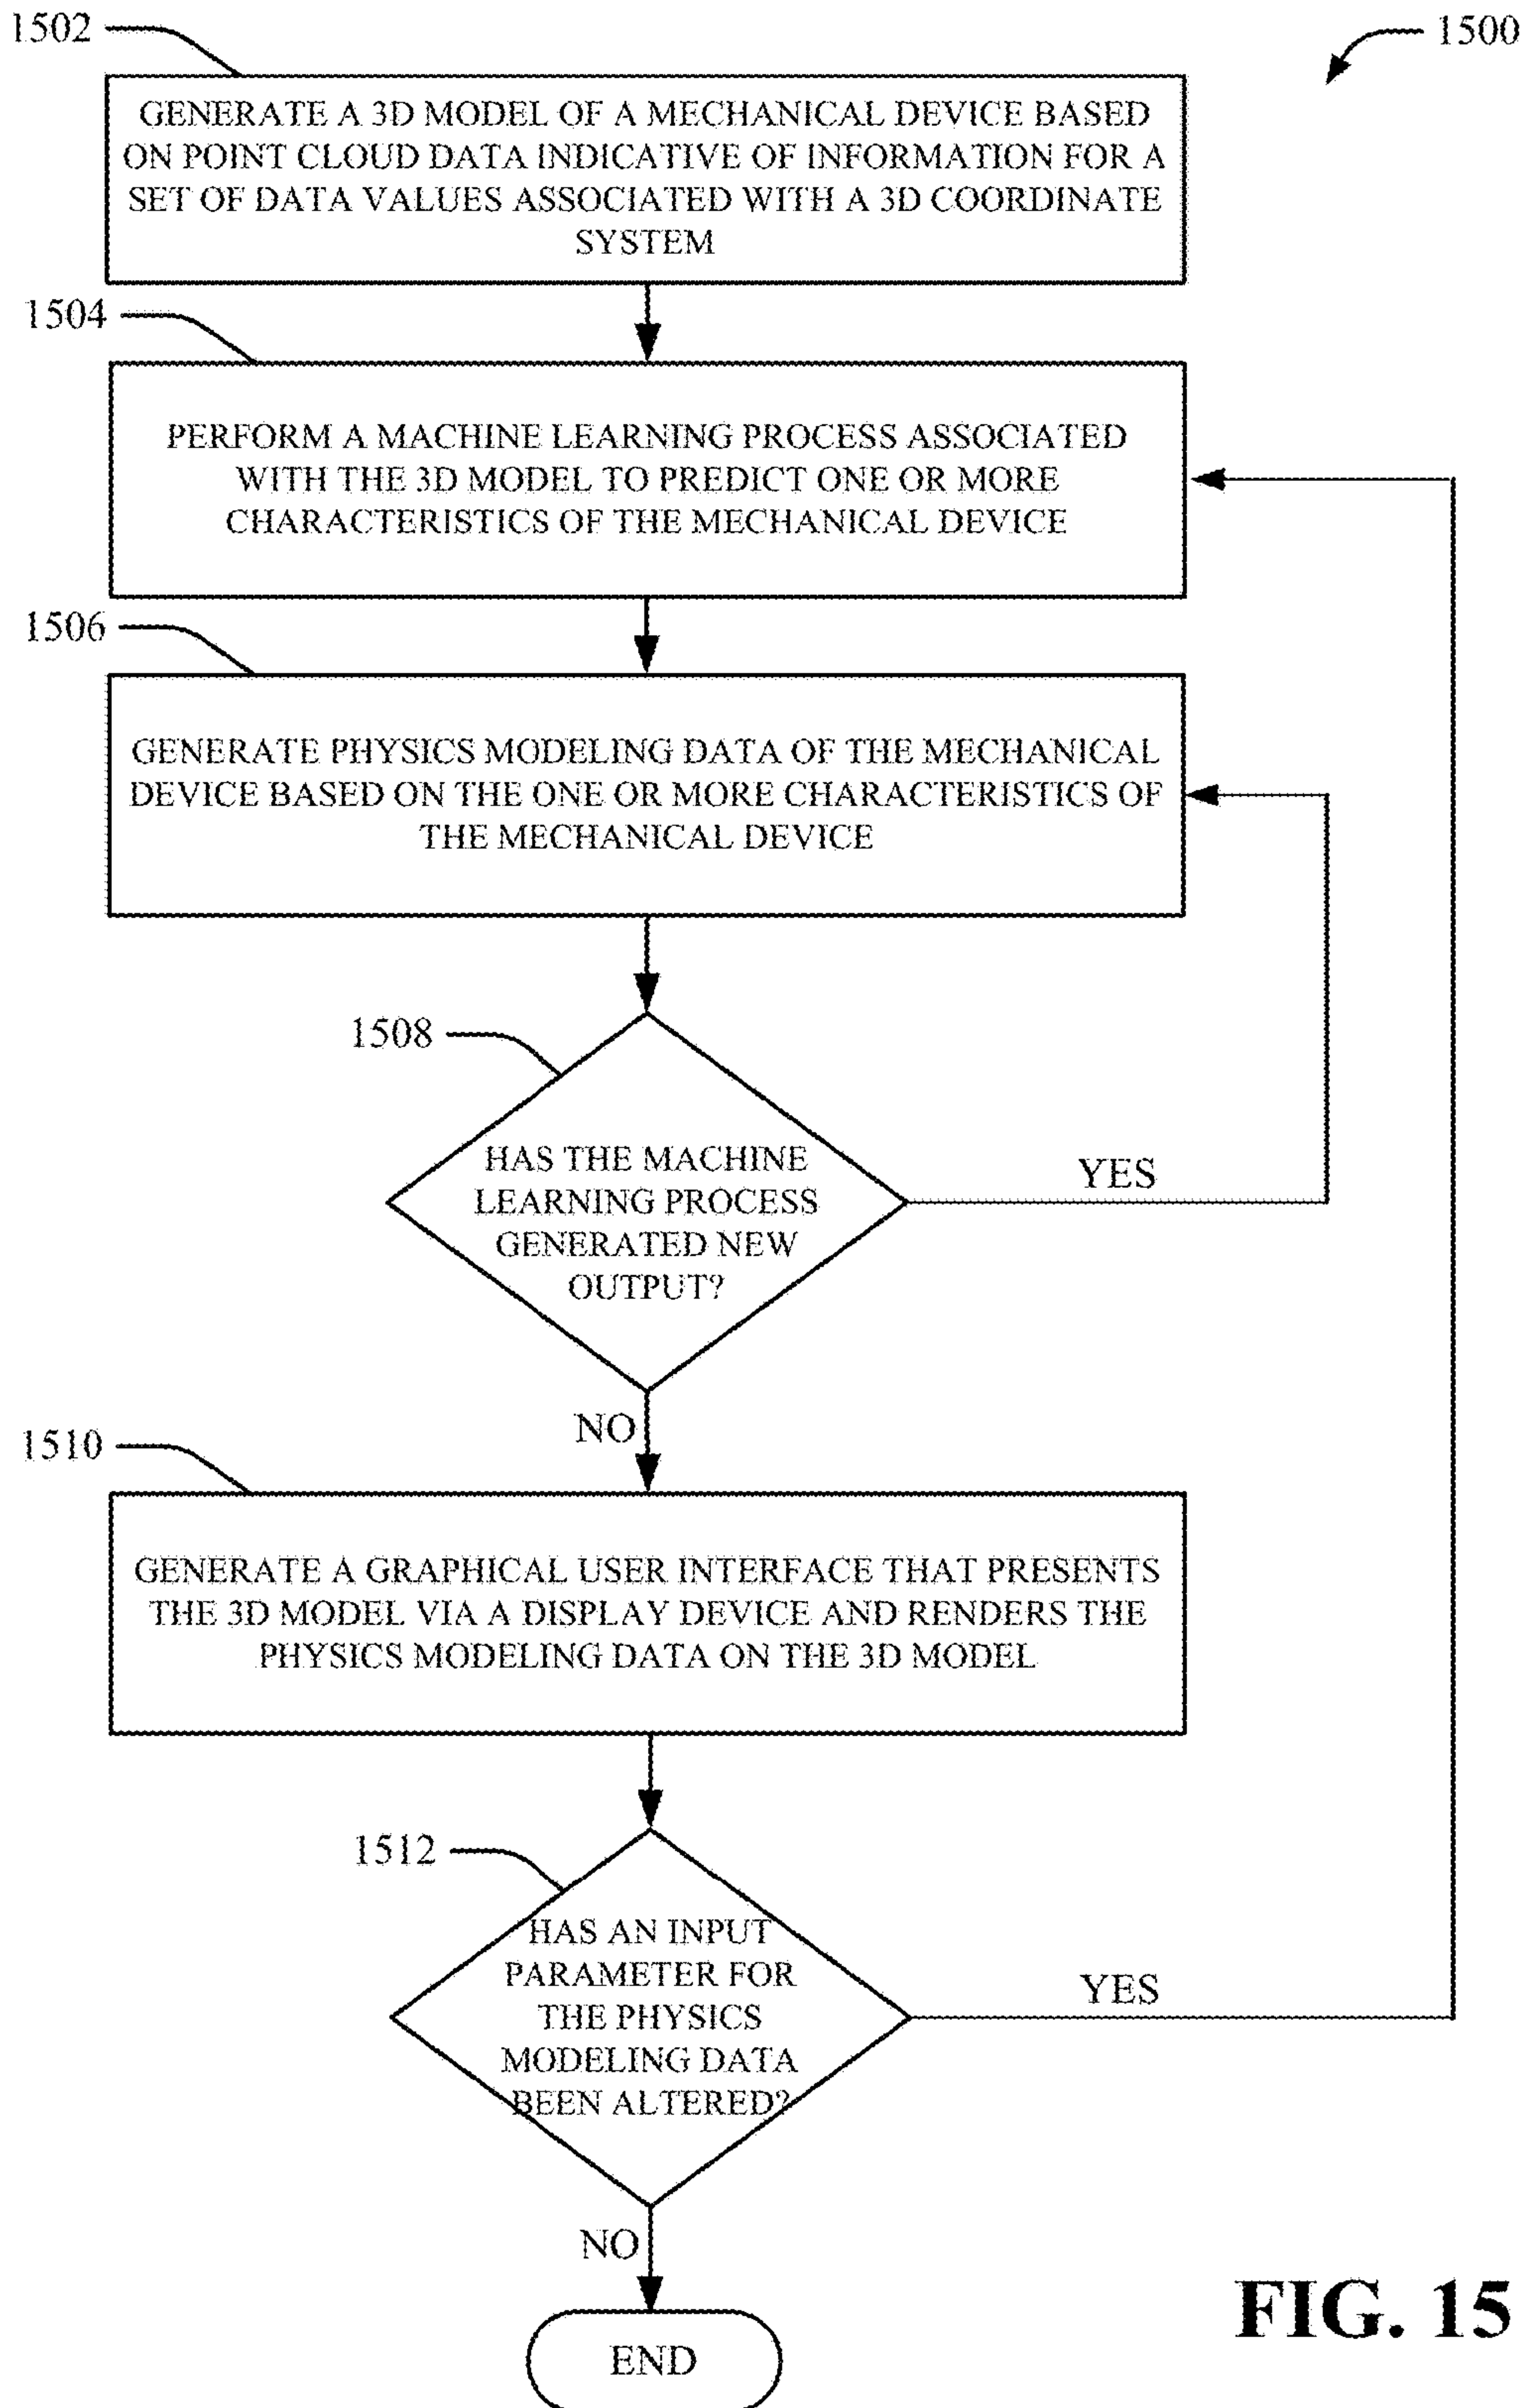 1502
1500
GENERATE A 3D MODEL OF A MECHANICAL DEVICE BASED
ON POINT CLOUD DATA INDICATIVE OF INFORMATION FOR A
SET OF DATA VALUES ASSOCIATED WITH A 3D COORDINATE
SYSTEM
1504
PERFORM A MACHINE LEARNING PROCESS ASSOCIATED
WITH THE 3D MODEL TO PREDICT ONE OR MORE
CHARACTERISTICS OF THE MECHANICAL DEVICE
1506
GENERATE PHYSICS MODELING DATA OF THE MECHANICAL
DEVICE BASED ON THE ONE OR MORE CHARACTERISTICS OF
THE MECHANICAL DEVICE
1508
HAS THE MACHINE
LEARNING PROCESS
GENERATED NEW
OUTPUT?
YES
NO
1510
GENERATE A GRAPHICAL USER INTERFACE THAT PRESENTS
THE 3D MODEL VIA A DISPLAY DEVICE AND RENDERS THE
PHYSICS MODELING DATA ON THE 3D MODEL
1512
HAS AN INPUT
PARAMETER FOR
THE PHYSICS
MODELING DATA
BEEN ALTERED?
YES
NO
END
FIG. 15